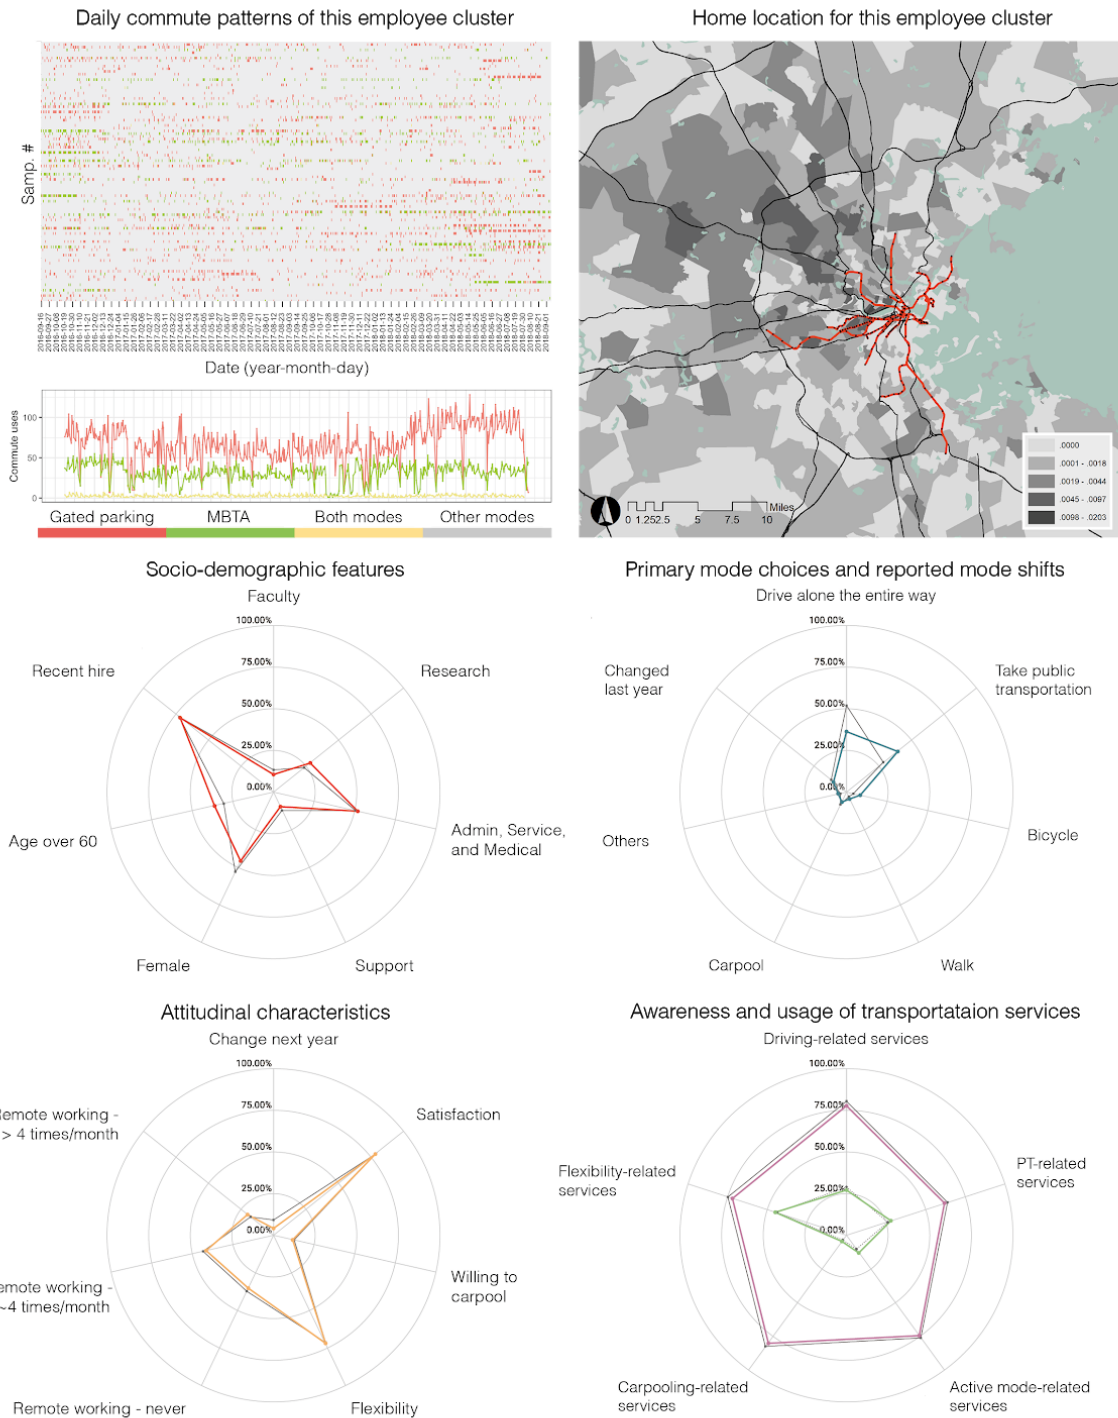 Daily commute patterns of this employee cluster
Samp. #
Date (year-month-day)
Commute uses
100
50
0
Gated parking
MBTA
Both modes
Other modes
Home location for this employee cluster
.0000
.0001 - .0018
.0019 - .0044
.0045 - .0097
.0098 - .0203
Miles
0 1.252.5 5 7.5 10
Socio-demographic features
Faculty
100.00%
75.00%
50.00%
25.00%
0.00%
Recent hire
Research
Age over 60
Admin, Service,
and Medical
Female
Support
Primary mode choices and reported mode shifts
Drive alone the entire way
100.00%
75.00%
50.00%
25.00%
0.00%
Changed
last year
Take public
transportation
Others
Bicycle
Carpool
Walk
Attitudinal characteristics
Change next year
100.00%
75.00%
50.00%
25.00%
0.00%
emote working -
> 4 times/month
Satisfaction
emote working -
~4 times/month
Willing to
carpool
Remote working - never
Flexibility
Awareness and usage of transportataion services
Driving-related services
100.00%
75.00%
50.00%
25.00%
0.00%
Flexibility-related
services
PT-related
services
Carpooling-related
services
Active mode-related
services